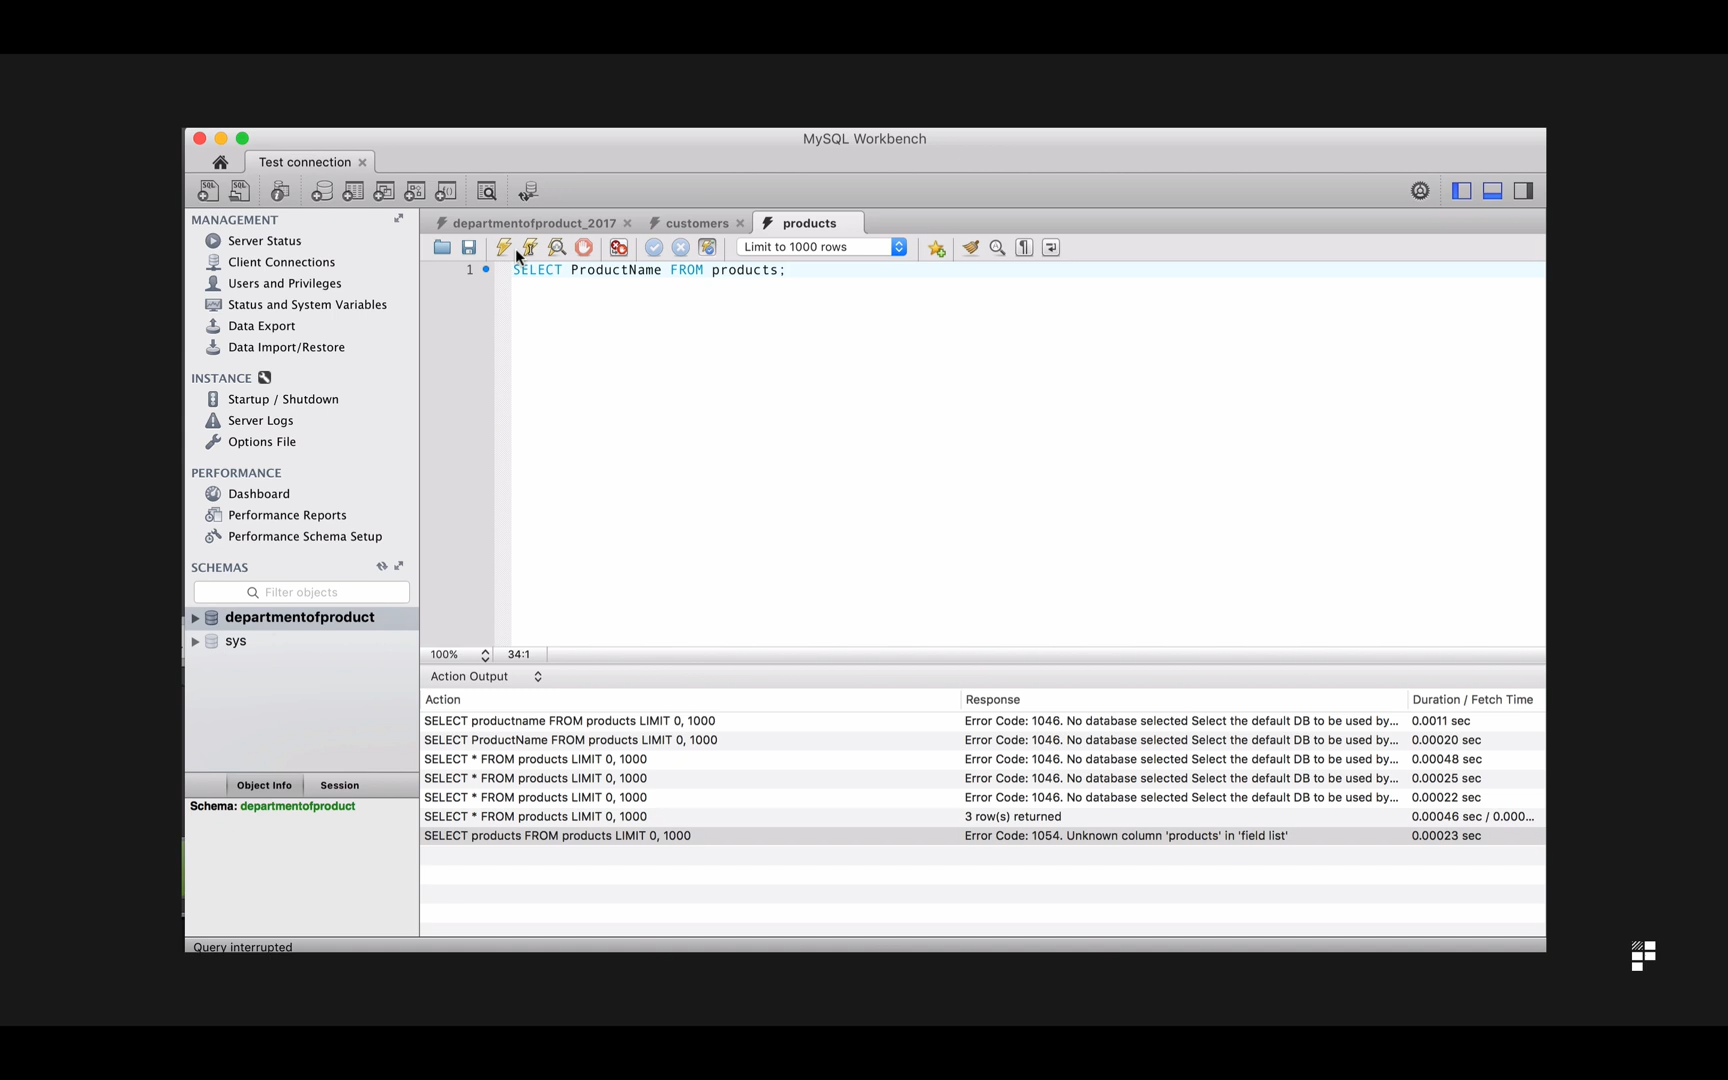 MySQL Workbench
Test connection
MANAGEMENT
Server Status
Client Connections
Users and Privileges
Status and System Variables
Data Export
Data Import/Restore
INSTANCE
Startup / Shutdown
Server Logs
Options File
PERFORMANCE
Dashboard
Performance Reports
Performance Schema Setup
SCHEMAS
Filter objects
departmentofproduct
sys
Object Info Session
Schema: departmentofproduct
Query interrupted
departmentofproduct_2017 customers products
Limit to 1000 rows
1 SELECT ProductName FROM products;
100% 34:1
Action Output
Action Response Duration / Fetch Time
SELECT productname FROM products LIMIT 0, 1000 Error Code: 1046. No database selected Select the default DB to be used by... 0.0011 sec
SELECT ProductName FROM products LIMIT 0, 1000 Error Code: 1046. No database selected Select the default DB to be used by... 0.00020 sec
SELECT * FROM products LIMIT 0, 1000 Error Code: 1046. No database selected Select the default DB to be used by... 0.00048 sec
SELECT * FROM products LIMIT 0, 1000 Error Code: 1046. No database selected Select the default DB to be used by... 0.00025 sec
SELECT * FROM products LIMIT 0, 1000 Error Code: 1046. No database selected Select the default DB to be used by... 0.00022 sec
SELECT * FROM products LIMIT 0, 1000 3 row(s) returned 0.00046 sec / 0.000...
SELECT products FROM products LIMIT 0, 1000 Error Code: 1054. Unknown column 'products' in 'field list' 0.00023 sec